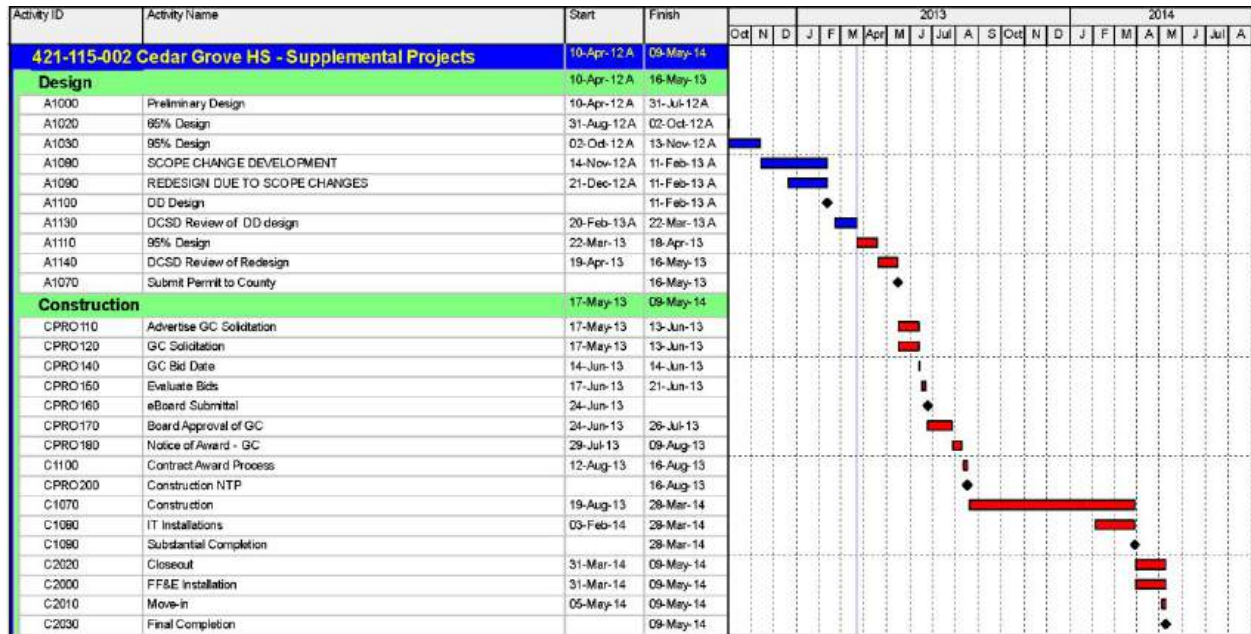 Activity ID Activity Name Start Finish 2013 2014
Oct N D J F M Apr M J Jul A S Oct N D J F M A M J Jul A
421-115-002 Cedar Grove HS - Supplemental Projects 10-Apr-12 A 09-May-14
Design 10-Apr-12 A 16-May-13
A1000 Preliminary Design 10-Apr-12 A 31-Jul-12 A
A1020 65% Design 31-Aug-12 A 02-Oct-12 A
A1030 95% Design 02-Oct-12 A 13-Nov-12 A
A1080 SCOPE CHANGE DEVELOPMENT 14-Nov-12 A 11-Feb-13 A
A1090 REDESIGN DUE TO SCOPE CHANGES 21-Dec-12 A 11-Feb-13 A
A1100 DD Design 11-Feb-13 A
A1130 DCSD Review of DD design 20-Feb-13 A 22-Mar-13 A
A1110 95% Design 22-Mar-13 18-Apr-13
A1140 DCSD Review of Redesign 19-Apr-13 16-May-13
A1070 Submit Permit to County 16-May-13
Construction 17-May-13 09-May-14
CPRO110 Advertise GC Solicitation 17-May-13 13-Jun-13
CPRO120 GC Solicitation 17-May-13 13-Jun-13
CPRO140 GC Bid Date 14-Jun-13 14-Jun-13
CPRO150 Evaluate Bids 17-Jun-13 21-Jun-13
CPRO160 eBoard Submittal 24-Jun-13
CPRO170 Board Approval of GC 24-Jun-13 26-Jul-13
CPRO180 Notice of Award - GC 29-Jul-13 09-Aug-13
C1100 Contract Award Process 12-Aug-13 16-Aug-13
CPRO200 Construction NTP 16-Aug-13
C1070 Construction 19-Aug-13 28-Mar-14
C1080 IT Installations 03-Feb-14 28-Mar-14
C1090 Substantial Completion 28-Mar-14
C2020 Closeout 31-Mar-14 09-May-14
C2000 FF&E Installation 31-Mar-14 09-May-14
C2010 Move-in 05-May-14 09-May-14
C2030 Final Completion 09-May-14